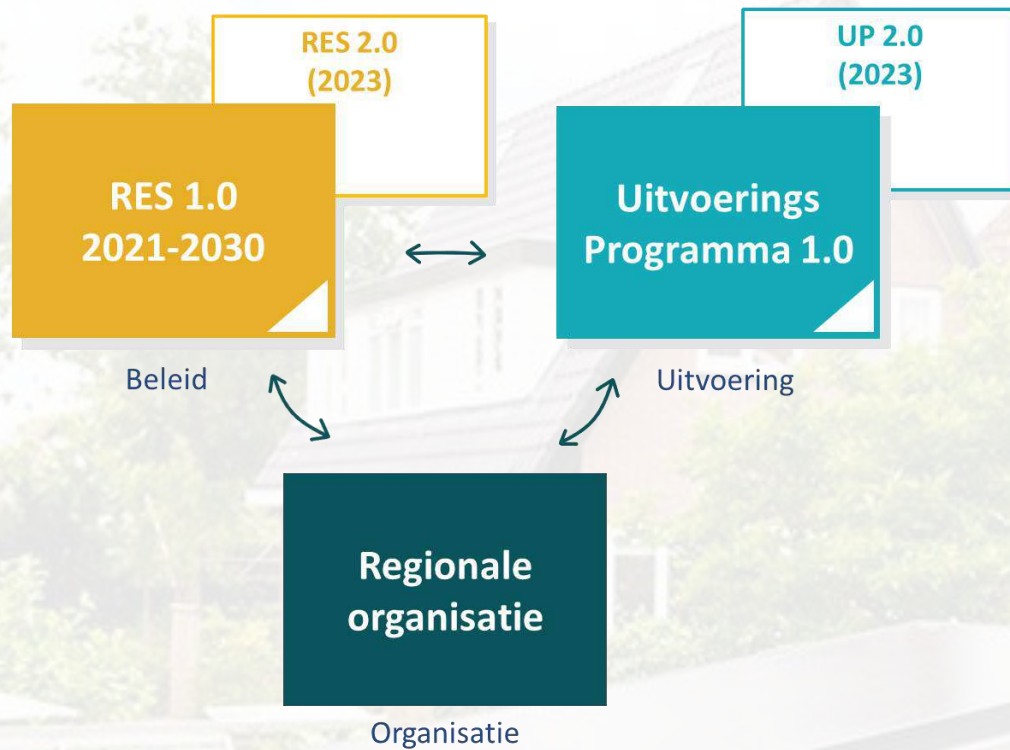 RES 2.0
(2023)
RES 1.0
2021-2030
Beleid
UP 2.0
(2023)
Uitvoerings
Programma 1.0
Uitvoering
Regionale
organisatie
Organisatie